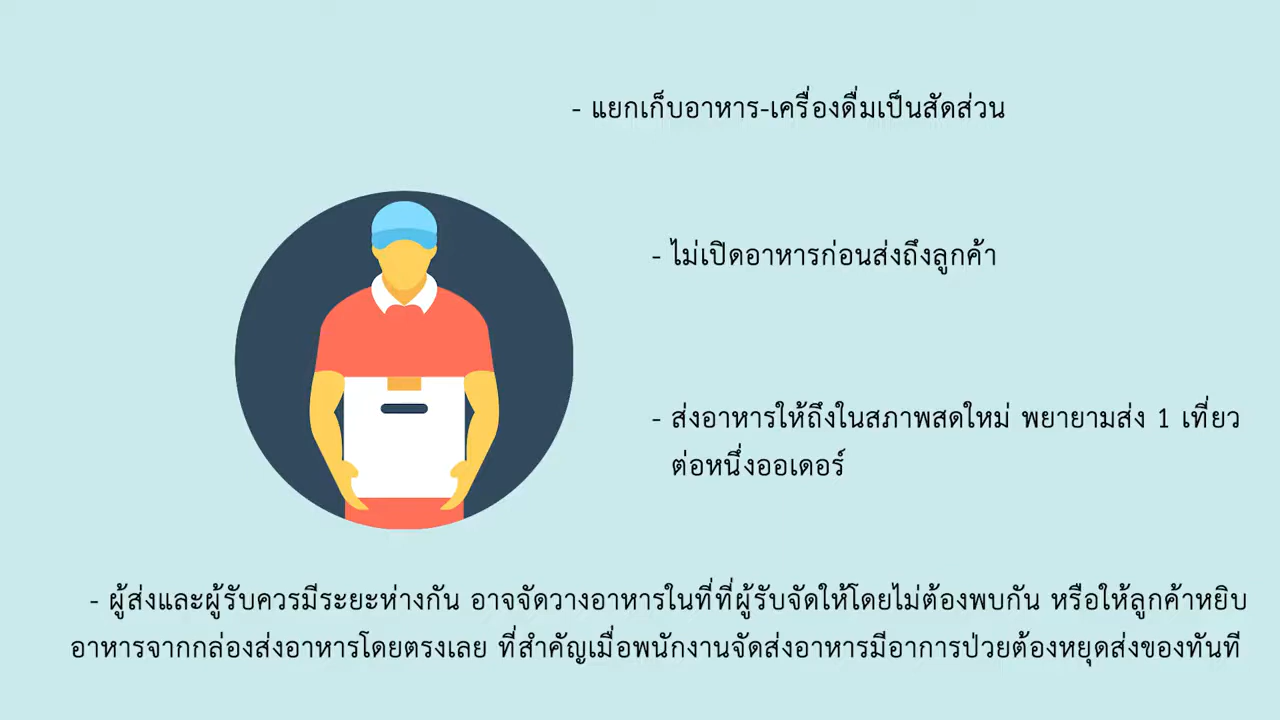 - แยกเก็บอาหาร-เครื่องดื่มเป็นสัดส่วน
- ไม่เปิดอาหารก่อนส่งถึงลูกค้า
- ส่งอาหารให้ถึงในสภาพสดใหม่ พยายามส่ง 1 เที่ยว
ต่อหนึ่งออเดอร์
- ผู้ส่งและผู้รับควรมีระยะห่างกัน อาจจัดวางอาหารในที่ที่ผู้รับจัดให้โดยไม่ต้องพบกัน หรือให้ลูกค้าหยิบ
อาหารจากกล่องส่งอาหารโดยตรงเลย ที่สำคัญเมื่อพนักงานจัดส่งอาหารมีอาการป่วยต้องหยุดส่งของทันที